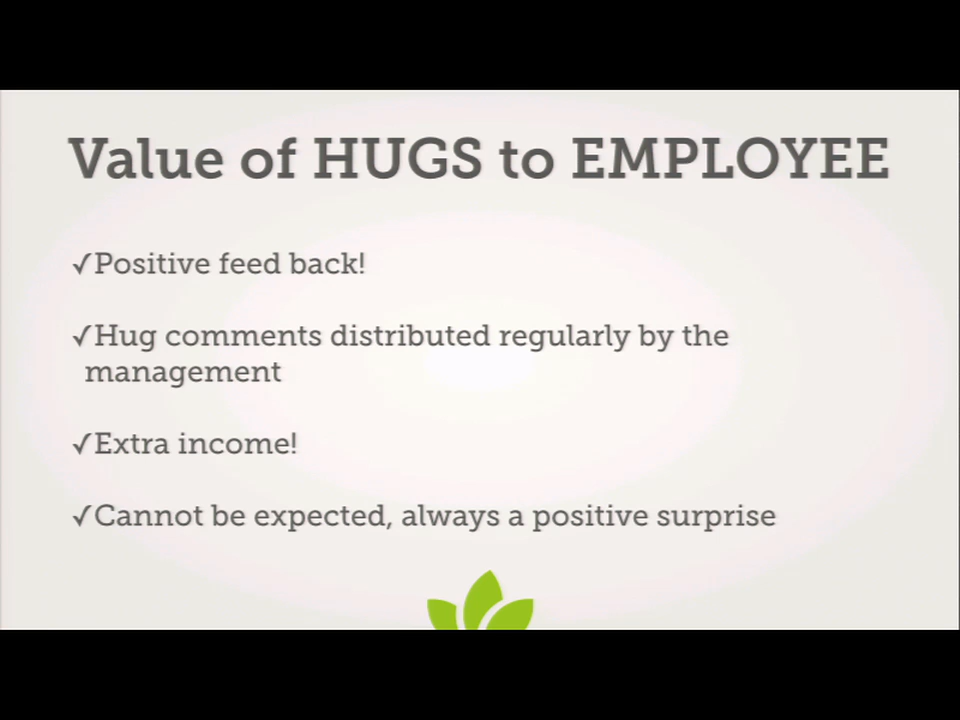 Value of HUGS to EMPLOYEE
✓Positive feed back!
✓Hug comments distributed regularly by the
management
✓Extra income!
✓Cannot be expected, always a positive surprise